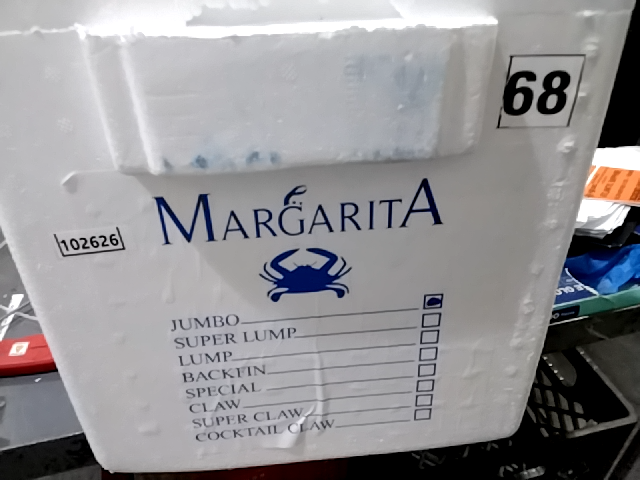 68
MARGARITA
102626
JUMBO
SUPER LUMP
LUMP
BACKFIN
SPECIAL
CLAW
SUPER CLAW
COCKTAIL CLAW